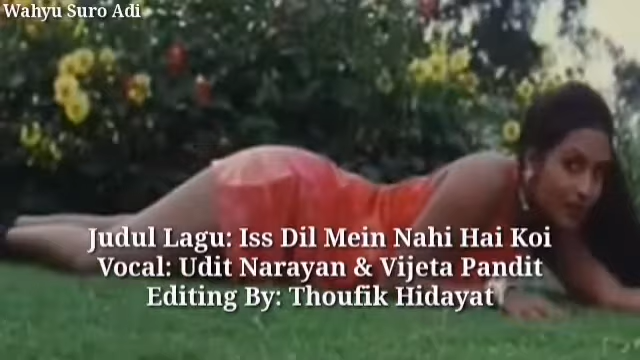 Wahyu Suro Adi
Judul Lagu: Iss Dil Mein Nahi Hai Koi
Vocal: Udit Narayan & Vijeta Pandit
Editing By: Thoufik Hidayat